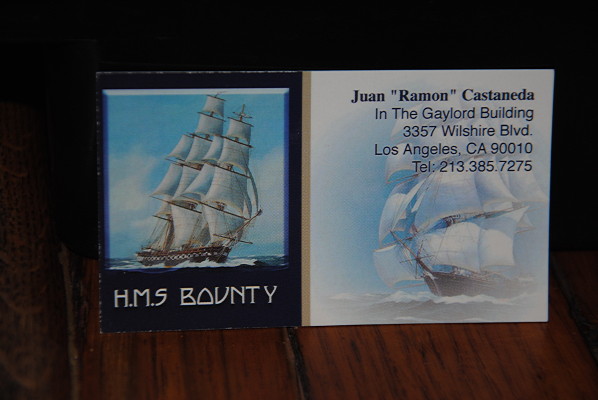 H.M.S BOUNTY
Juan "Ramon" Castaneda
In The Gaylord Building
3357 Wilshire Blvd.
Los Angeles, CA 90010
Tel: 213.385.7275